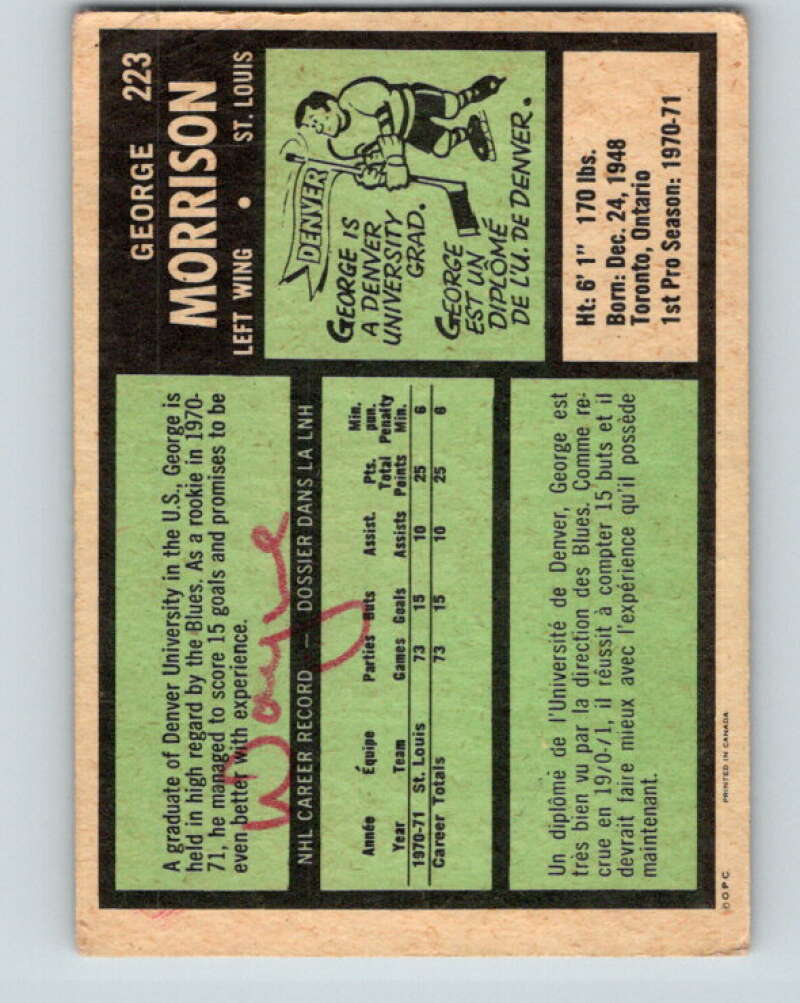 GEORGE 223
MORRISON
LEFT WING • ST. LOUIS
A graduate of Denver University in the U.S., George is
held in high regard by the Blues. As a rookie in 1970-
71, he managed to score 15 goals and promises to be
even better with experience.
Wayne
DENVER
GEORGE IS
A DENVER
UNIVERSITY
GRAD.
GEORGE
EST UN
DIPLÔMÉ
DE L'U. DE DENVER.
NHL CAREER RECORD — DOSSIER DANS LA LNH
Année Équipe Parties Buts Assist. Pts. Total Min. pun. Penalty
Year Team Games Goals Assists Points Min.
1970-71 St. Louis 73 15 10 25 6
Career Totals 73 15 10 25 6
Ht: 6' 1" 170 lbs.
Born: Dec. 24, 1948
Toronto, Ontario
1st Pro Season: 1970-71
Un diplômé de l'Université de Denver, George est
très bien vu par la direction des Blues. Comme re-
crue en 1970-71, il réussit à compter 15 buts et il
devrait faire mieux avec l'expérience qu'il possède
maintenant.
© O.P.C. PRINTED IN CANADA